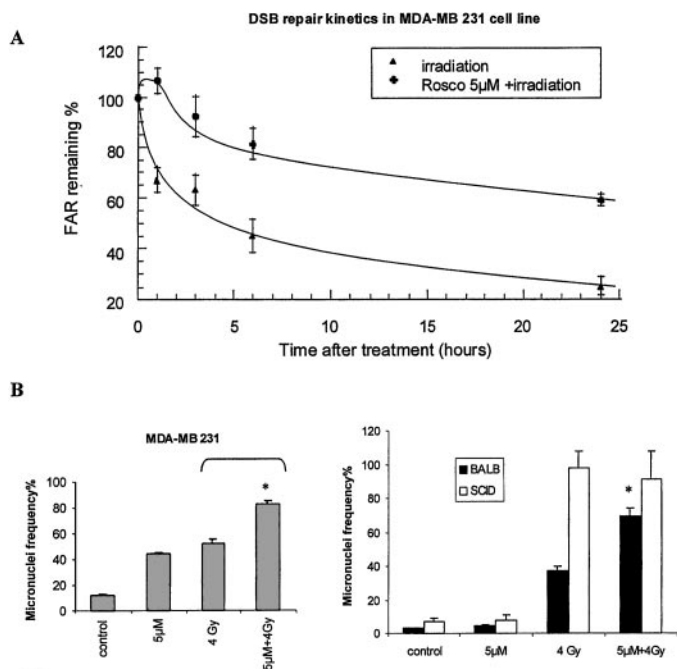 DSB repair kinetics in MDA-MB 231 cell line
A
irradiation
Rosco 5µM +irradiation
FAR remaining %
120
100
80
60
40
20
0 5 10 15 20 25
Time after treatment (hours)
B
MDA-MB 231
Micronuclei frequency%
100
80
60
40
20
0
*
control 5µM 4 Gy 5µM+4Gy
Micronuclei frequency%
120
100
80
60
40
20
0
BALB
SCID
*
control 5µM 4 Gy 5µM+4Gy